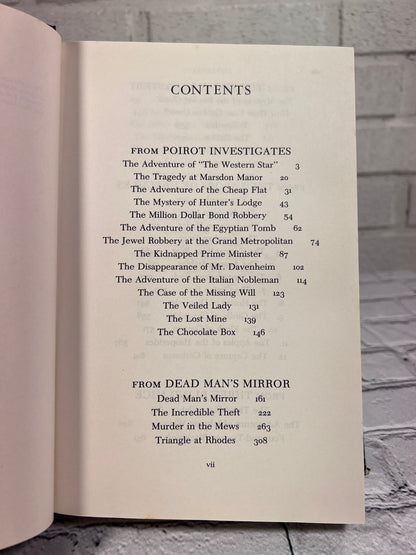 CONTENTS
FROM POIROT INVESTIGATES
The Adventure of "The Western Star" 3
The Tragedy at Marsdon Manor 20
The Adventure of the Cheap Flat 31
The Mystery of Hunter's Lodge 43
The Million Dollar Bond Robbery 54
The Adventure of the Egyptian Tomb 62
The Jewel Robbery at the Grand Metropolitan 74
The Kidnapped Prime Minister 87
The Disappearance of Mr. Davenheim 102
The Adventure of the Italian Nobleman 114
The Case of the Missing Will 123
The Veiled Lady 131
The Lost Mine 139
The Chocolate Box 146
FROM DEAD MAN'S MIRROR
Dead Man's Mirror 161
The Incredible Theft 222
Murder in the Mews 263
Triangle at Rhodes 308
vii